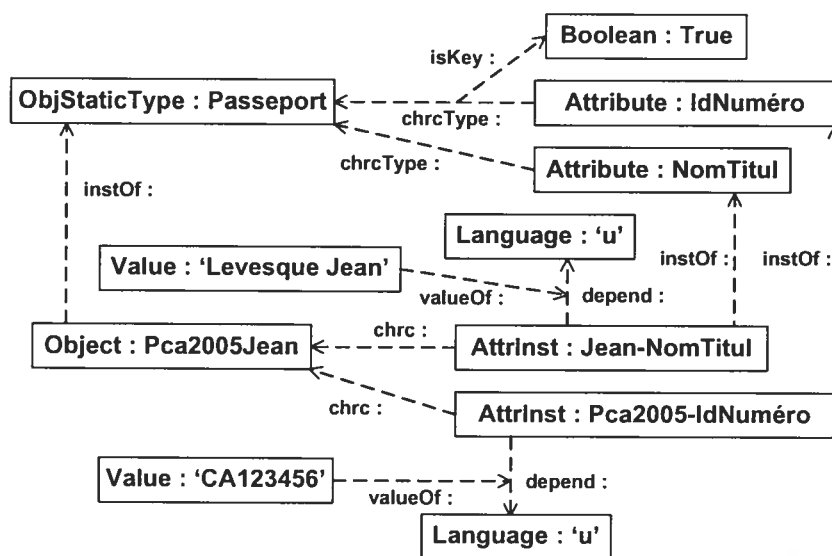 Boolean : True
isKey :
ObjStaticType : Passeport
Attribute : IdNuméro
chrcType :
chrcType :
Attribute : NomTitul
instOf :
Language : 'u'
Value : 'Levesque Jean'
instOf :
instOf :
valueOf :
depend :
chrc :
Object : Pca2005Jean
AttrInst : Jean-NomTitul
chrc :
AttrInst : Pca2005-IdNuméro
Value : 'CA123456'
depend :
valueOf :
Language : 'u'